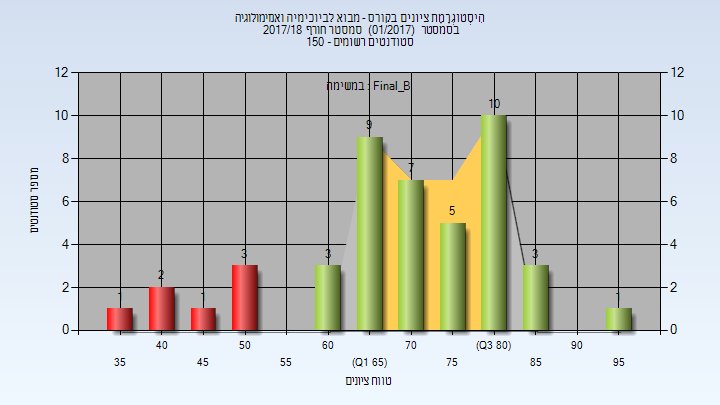 היסטוגרמת ציונים בקורס - מבוא לביוכימיה ואנזימולוגיה
בסמסטר (01/2017) סמסטר חורף 2017/18
סטודנטים רשומים - 150
במשימה : Final_B
מספר סטודנטים
12 12
10 10
8 8
6 6
4 4
2 2
0 0
1 2 1 3 3 9 7 5 10 3 1
40 50 60 70 (Q3 80) 90
35 45 55 (Q1 65) 75 85 95
טווח ציונים